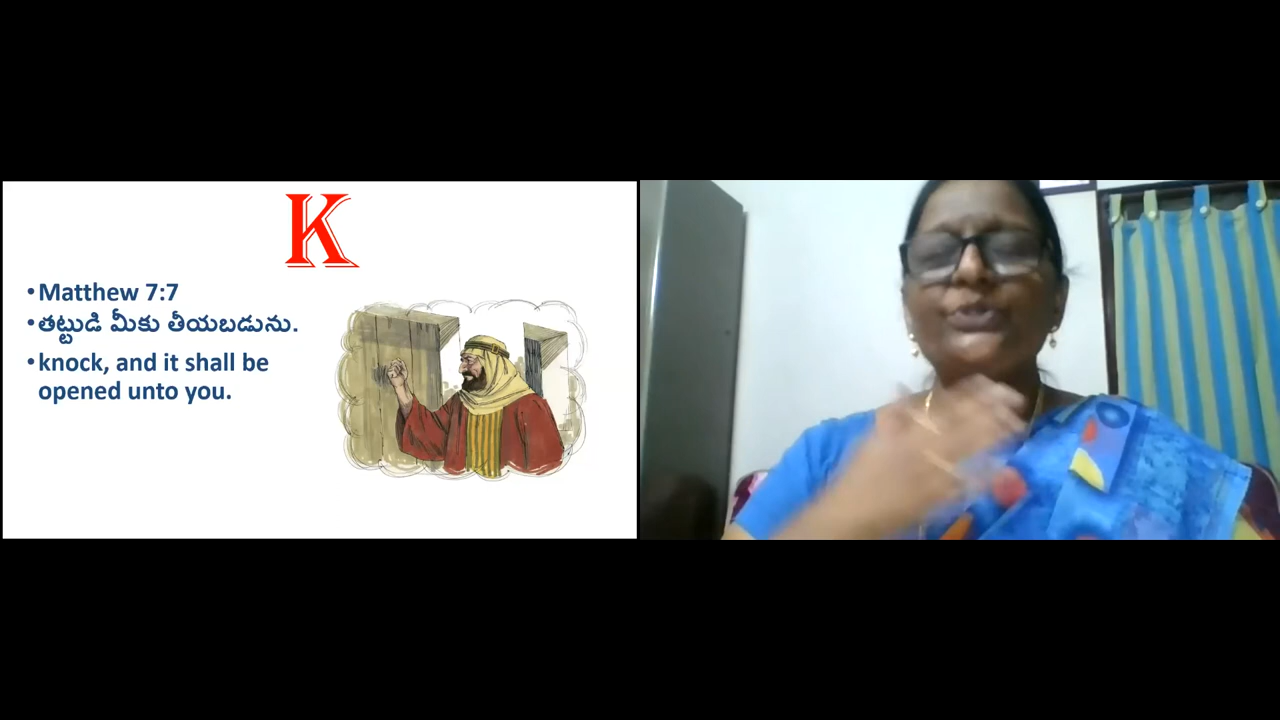 K
•Matthew 7:7
•తట్టుడి మీకు తీయబడును.
•knock, and it shall be
opened unto you.